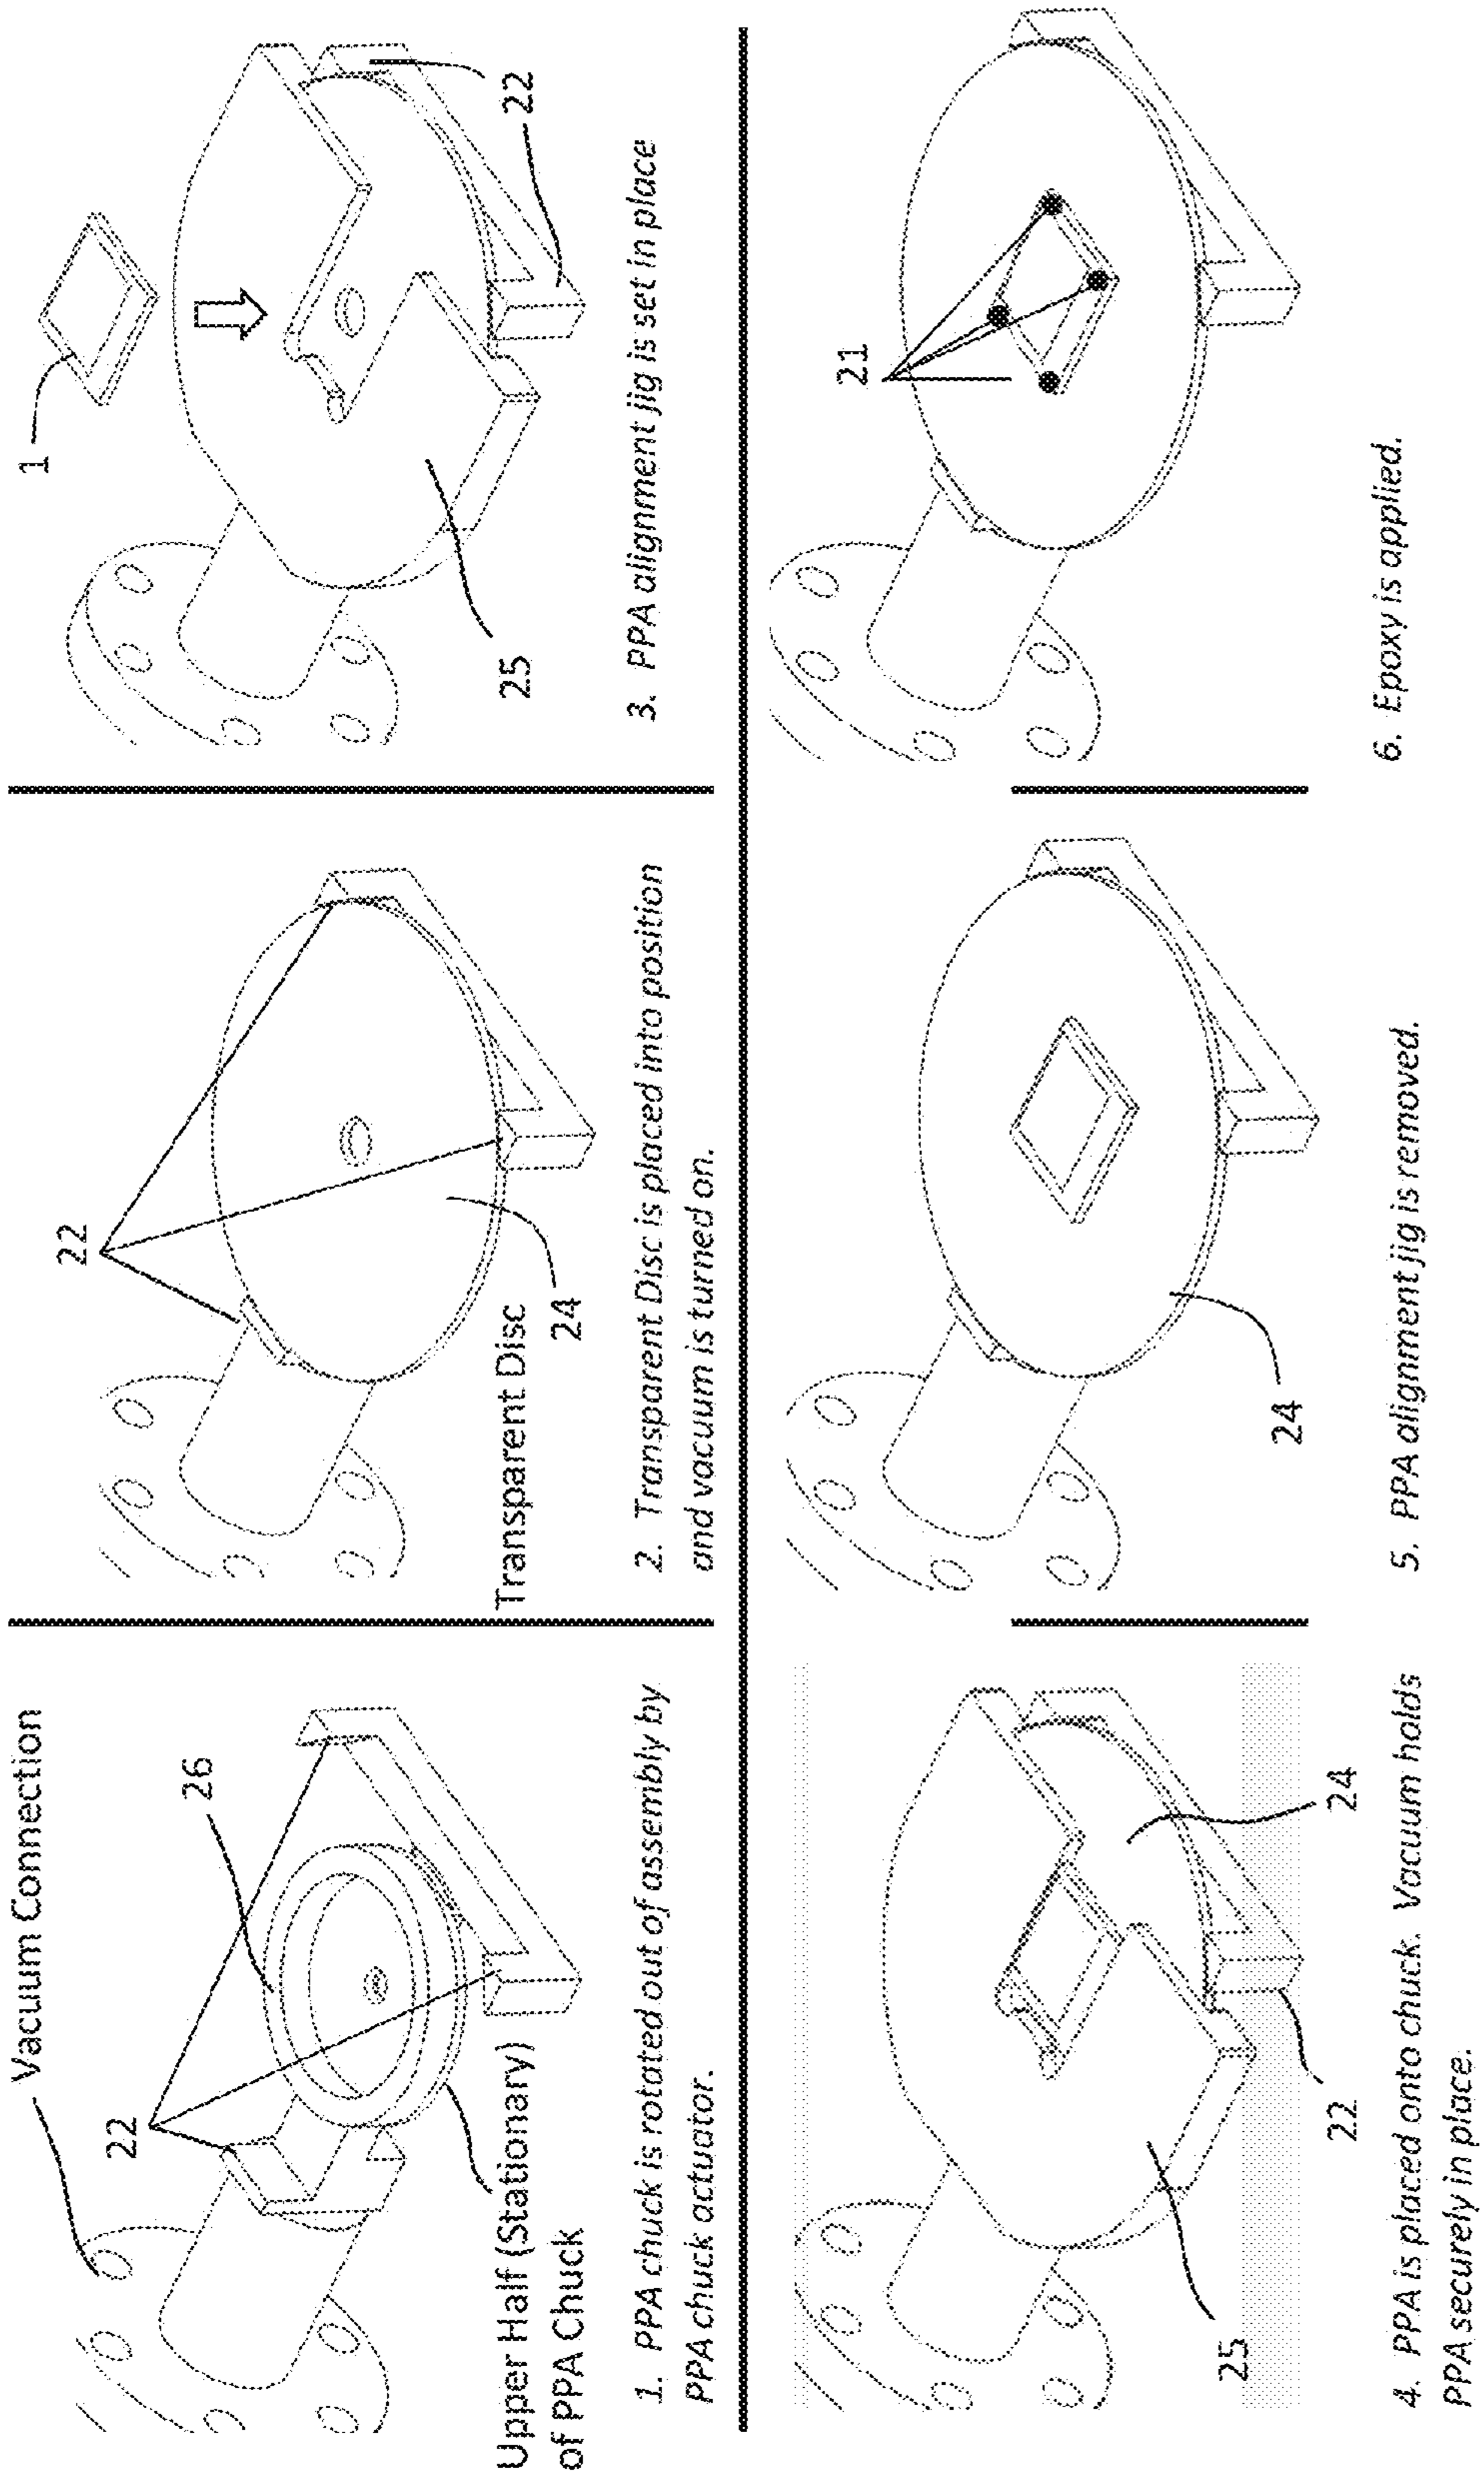 Vacuum Connection
22
26
Upper Half (Stationary)
of PPA Chuck
1. PPA chuck is rotated out of assembly by
PPA chuck actuator.
22
Transparent Disc
24
2. Transparent Disc is placed into position
and vacuum is turned on.
1
25
22
3. PPA alignment jig is set in place
25
22
24
4. PPA is placed onto chuck. Vacuum holds
PPA securely in place.
24
5. PPA alignment jig is removed.
21
6. Epoxy is applied.